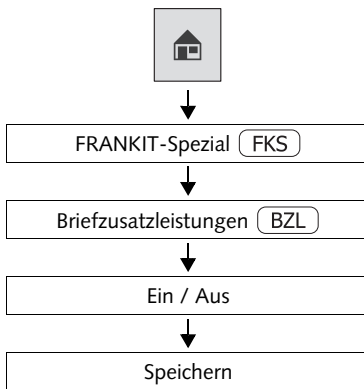 FRANKIT-Spezial FKS
Briefzusatzleistungen BZL
Ein / Aus
Speichern